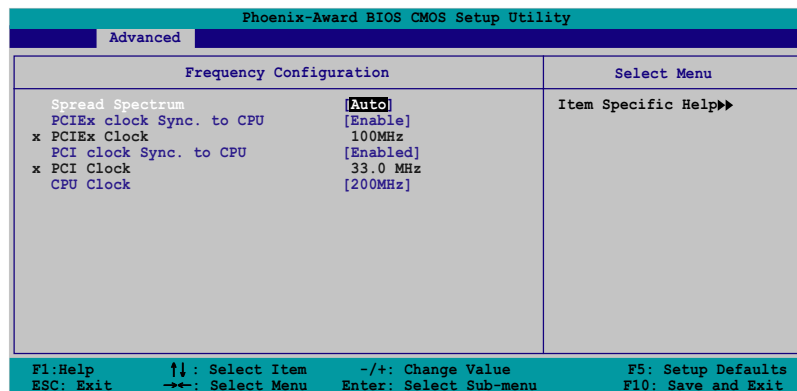 Phoenix-Award BIOS CMOS Setup Utility
Advanced
Frequency Configuration Select Menu
Spread Spectrum [Auto] Item Specific Help▶▶
PCIEx clock Sync. to CPU [Enable]
x PCIEx Clock 100MHz
PCI clock Sync. to CPU [Enabled]
x PCI Clock 33.0 MHz
CPU Clock [200MHz]
F1:Help ↑↓ : Select Item -/+: Change Value F5: Setup Defaults
ESC: Exit →← : Select Menu Enter: Select Sub-menu F10: Save and Exit